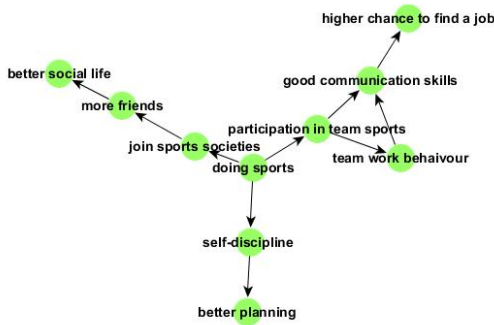 higher chance to find a job
better social life
good communication skills
more friends
participation in team sports
join sports societies
team work behaivour
doing sports
self-discipline
better planning